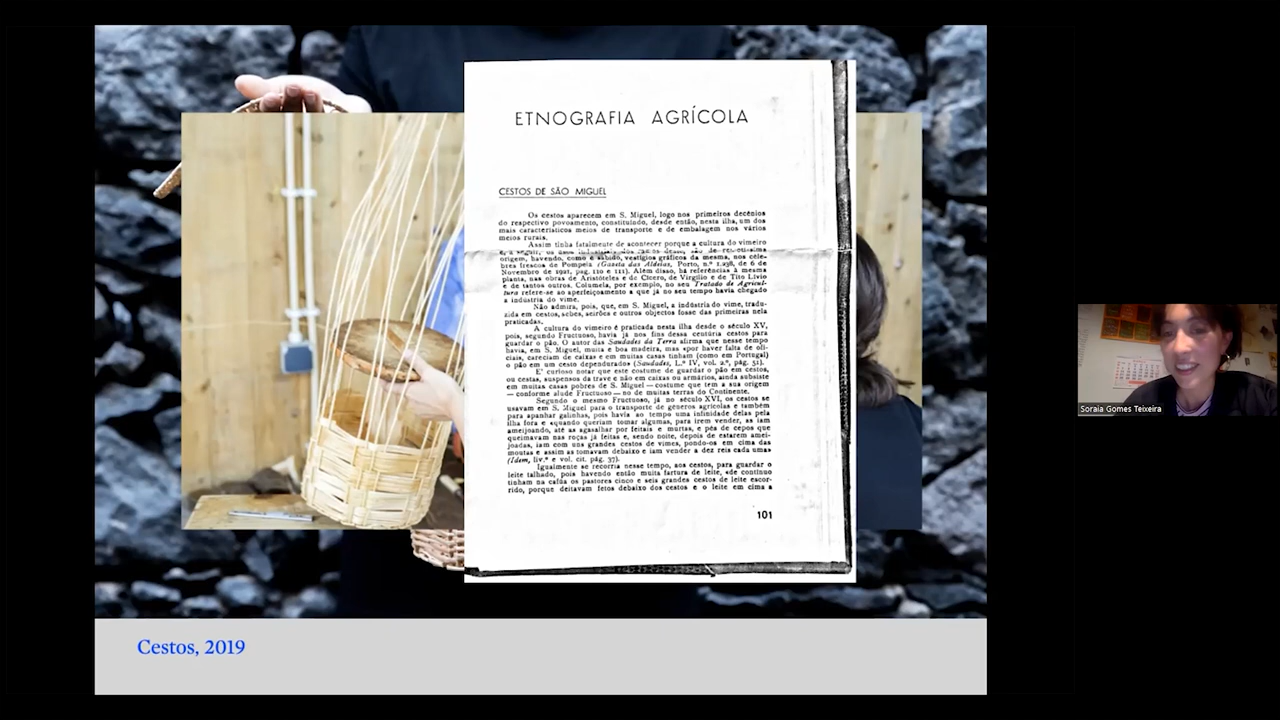 ETNOGRAFIA AGRÍCOLA
CESTOS DE SÃO MIGUEL
Os cestos aparecem em S. Miguel, logo nos primeiros decénios
do respectivo povoamento, constituíndo, desde então, nesta ilha, um dos
mais característicos meios de transporte e de embalagem nos vários
meios rurais.
Assim tinha fatalmente de acontecer porque a cultura do vimeiro
origem, havendo, como é sabido, vestígios gráficos da mesma, nos céle-
bres frescos de Pompeia (Gazeta das Aldeias, Porto, n.º 1.238, de 6 de
Novembro de 1921, pág. 110 e 111). Além disso, há referências à mesma
planta, nas obras de Aristóteles e de Cícero, de Virgílio e de Tito Lívio
e de tantos outros. Columela, por exemplo, no seu Tratado de Agricul-
tura refere-se ao aperfeiçoamento a que já no seu tempo havia chegado
a indústria do vime.
Não admira, pois, que, em S. Miguel, a indústria do vime, tradu-
zida em cestos, sebes, seirões e outros objectos fosse das primeiras nela
praticadas.
A cultura do vimeiro é praticada nesta ilha desde o século XV,
pois, segundo Fructuoso, havia já nos fins dessa centúria cestos para
guardar o pão. O autor das Saudades da Terra afirma que nesse tempo
havia, em S. Miguel, muita e boa madeira, mas «por haver falta de ofi-
ciais, careciam de caixas e em muitas casas tinham (como em Portugal)
o pão em um cesto dependurado» (Saudades, L.º IV, vol. 2.º, pág. 51).
E' curioso notar que este costume de guardar o pão em cestos,
ou cestas, suspensos da trave e não em caixas ou armários, ainda subsiste
em muitas casas pobres de S. Miguel — costume que tem a sua origem
— conforme alude Fructuoso — no de muitas terras do Continente.
Segundo o mesmo Fructuoso, já no século XVI, os cestos se
usavam em S. Miguel para o transporte de generos agrícolas e também
para apanhar galinhas, pois havia ao tempo uma infinidade delas pela
ilha fora e «quando queriam tomar algumas, para irem vender, as iam
ameijoando, até as agasalhar por feitais e murtas, e pés de cepos que
queimavam nas roças já feitas e, sendo noite, depois de estarem amei-
joadas, iam com uns grandes cestos de vimes, pondo-os em cima das
moutas e assim as tomavam debaixo e iam vender a dez reis cada uma»
(Idem, liv.º e vol. cit. pág. 37).
Igualmente se recorria nesse tempo, aos cestos, para guardar o
leite talhado, pois havendo então muita fartura de leite, «de contínuo
tinham na cafúa os pastores cinco e seis grandes cestos de leite escor-
rido, porque deitavam fetos debaixo dos cestos e o leite em cima a
101
Cestos, 2019
Soraia Gomes Teixeira